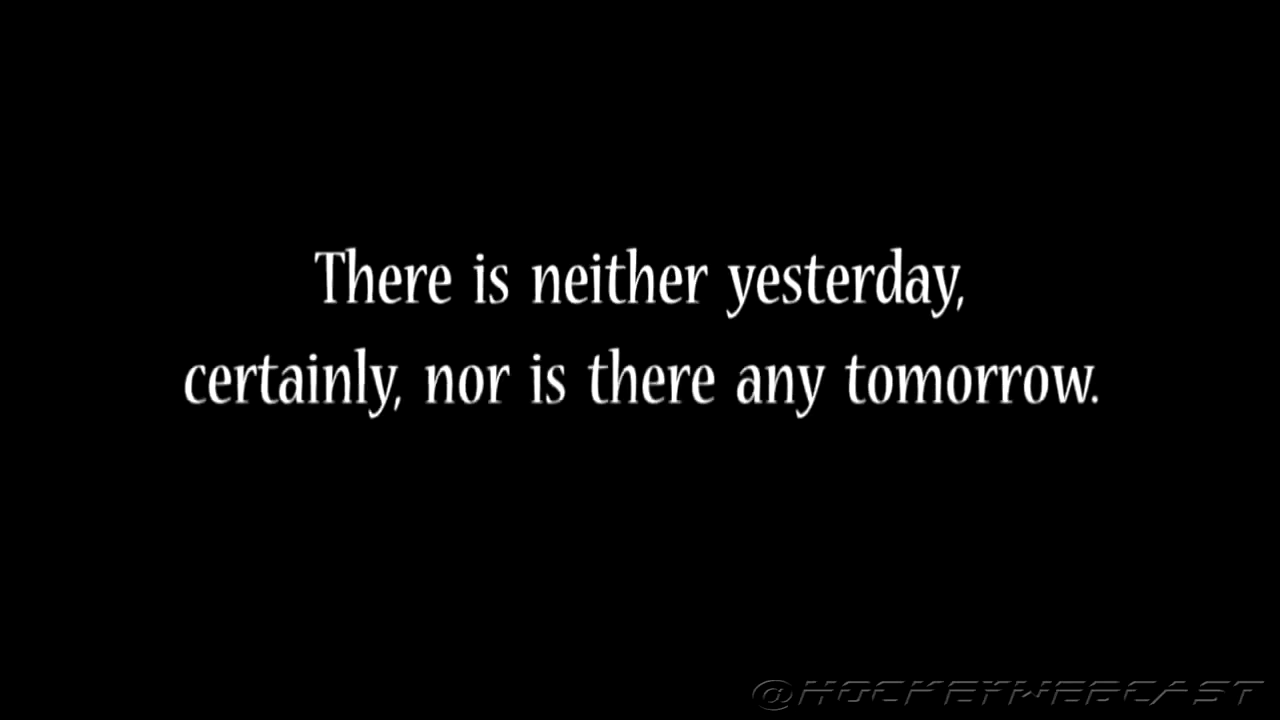 There is neither yesterday,
certainly, nor is there any tomorrow.
@HOCKEYWEBCAST